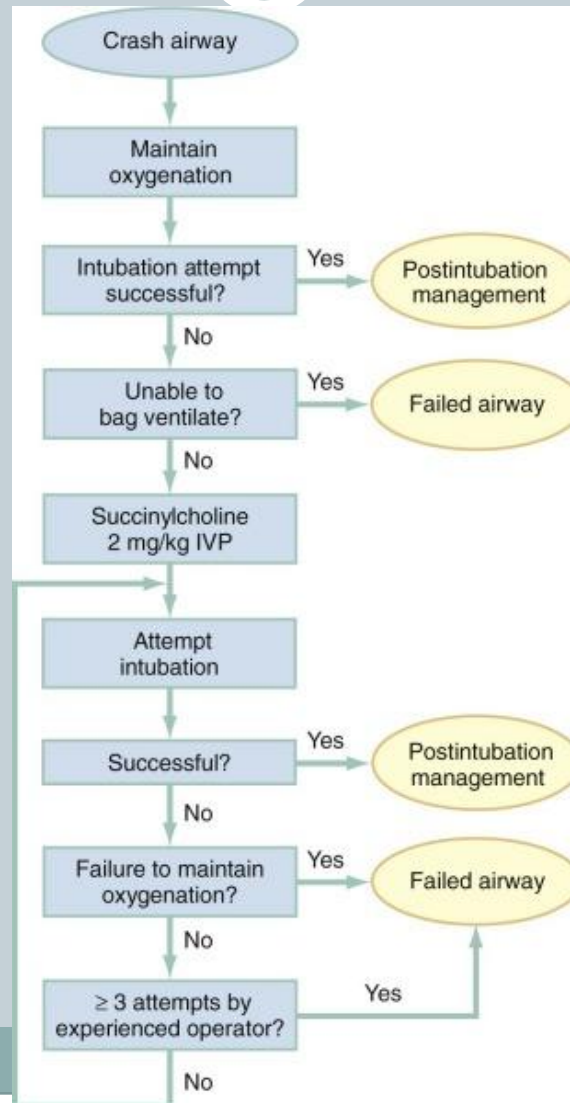 Crash airway
Maintain
oxygenation
Intubation attempt
successful?
Yes
Postintubation
management
No
Unable to
bag ventilate?
Yes
Failed airway
No
Succinylcholine
2 mg/kg IVP
Attempt
intubation
Successful?
Yes
Postintubation
management
No
Failure to maintain
oxygenation?
Yes
Failed airway
No
≥ 3 attempts by
experienced operator?
Yes
No